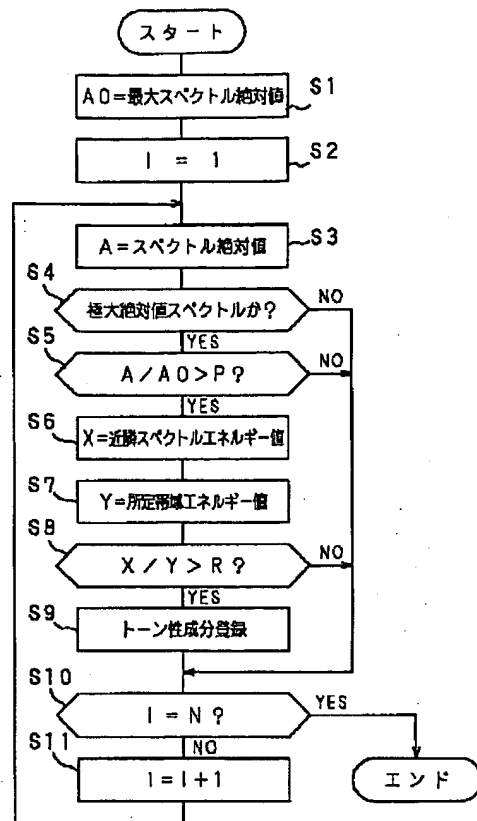 スタート
A0=最大スペクトル絶対値
S1
I = 1
S2
A=スペクトル絶対値
S3
S4
極大絶対値スペクトルか?
NO
YES
S5
A/A0>P?
NO
YES
S6
X=近隣スペクトルエネルギー値
S7
Y=所定帯域エネルギー値
S8
X/Y>R?
NO
YES
S9
トーン性成分登録
S10
I=N?
YES
NO
S11
I=I+1
エンド